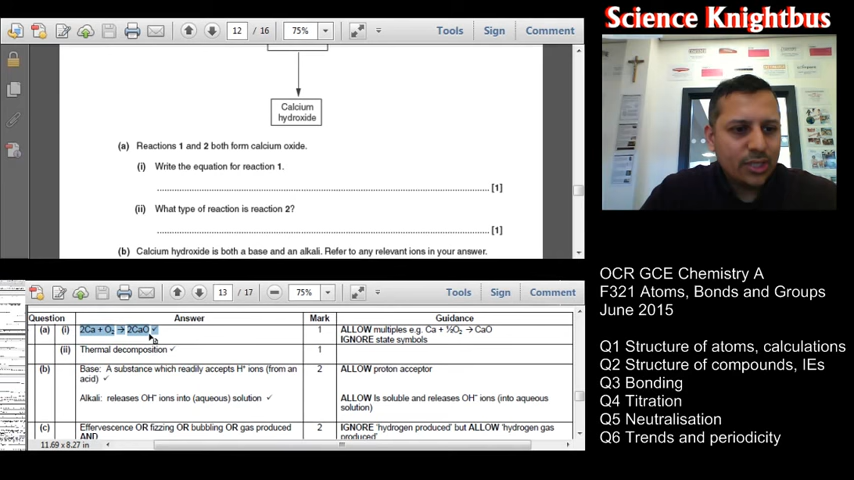 Science Knightbus
12 / 16
75%
Tools
Sign
Comment
Calcium
hydroxide
(a) Reactions 1 and 2 both form calcium oxide.
(i) Write the equation for reaction 1.
[1]
(ii) What type of reaction is reaction 2?
[1]
(b) Calcium hydroxide is both a base and an alkali. Refer to any relevant ions in your answer.
13 / 17
75%
Tools
Sign
Comment
Question Answer Mark Guidance
(a) (i) 2Ca + O₂ → 2CaO ✓ 1 ALLOW multiples e.g. Ca + ½O₂ → CaO
IGNORE state symbols
(ii) Thermal decomposition ✓ 1
(b) Base: A substance which readily accepts H⁺ ions (from an
acid) ✓
2 ALLOW proton acceptor
Alkali: releases OH⁻ ions into (aqueous) solution ✓
ALLOW Is soluble and releases OH⁻ ions (into aqueous
solution)
(c) Effervescence OR fizzing OR bubbling OR gas produced
AND
2 IGNORE 'hydrogen produced' but ALLOW 'hydrogen gas
produced'
11.69 x 8.27 in
OCR GCE Chemistry A
F321 Atoms, Bonds and Groups
June 2015
Q1 Structure of atoms, calculations
Q2 Structure of compounds, IEs
Q3 Bonding
Q4 Titration
Q5 Neutralisation
Q6 Trends and periodicity